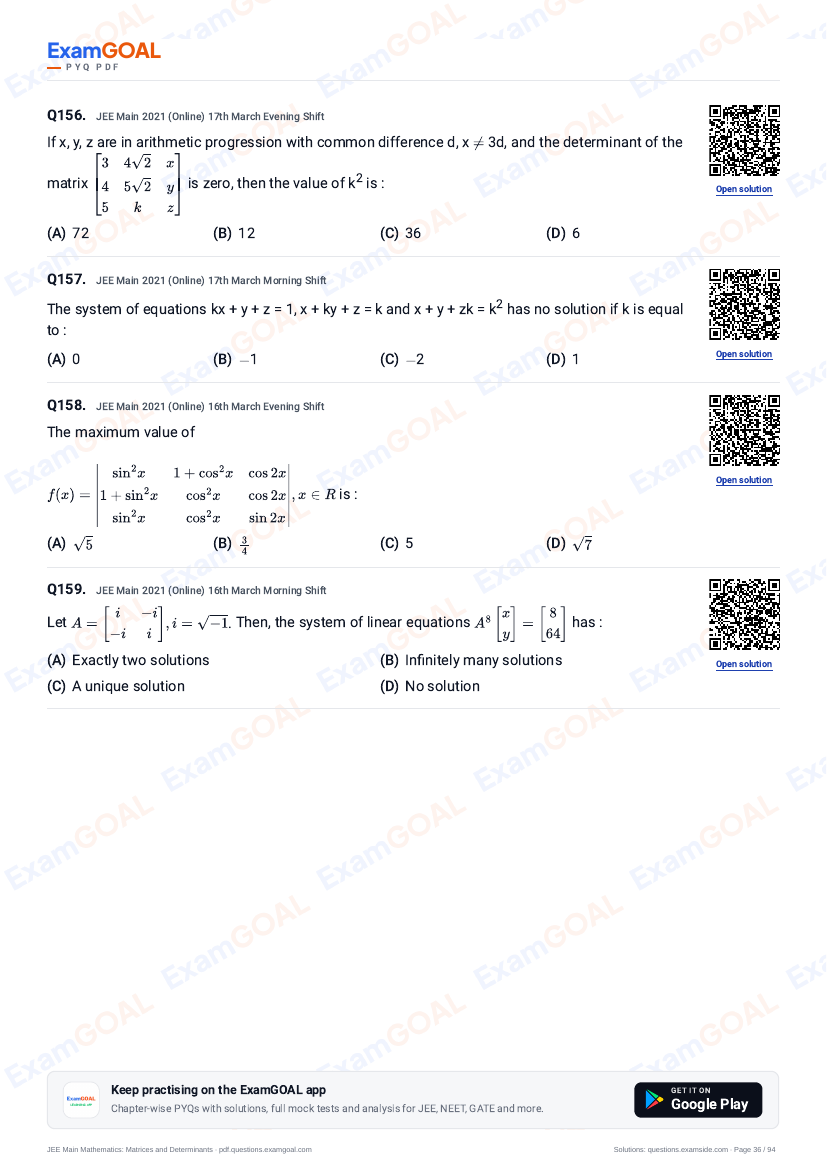 ExamGOAL
PYQ PDF
Q156. JEE Main 2021 (Online) 17th March Evening Shift
If x, y, z are in arithmetic progression with common difference d, x ≠ 3d, and the determinant of the
matrix [3 4√2 x
4 5√2 y
5 k z] is zero, then the value of k² is :
(A) 72 (B) 12 (C) 36 (D) 6
Open solution
Q157. JEE Main 2021 (Online) 17th March Morning Shift
The system of equations kx + y + z = 1, x + ky + z = k and x + y + zk = k² has no solution if k is equal
to :
(A) 0 (B) −1 (C) −2 (D) 1
Open solution
Q158. JEE Main 2021 (Online) 16th March Evening Shift
The maximum value of
f(x) = |sin²x 1 + cos²x cos 2x
1 + sin²x cos²x cos 2x
sin²x cos²x sin 2x|, x ∈ R is :
(A) √5 (B) 3/4 (C) 5 (D) √7
Open solution
Q159. JEE Main 2021 (Online) 16th March Morning Shift
Let A = [i −i
−i i], i = √−1. Then, the system of linear equations A⁸ [x
y] = [8
64] has :
(A) Exactly two solutions (B) Infinitely many solutions
(C) A unique solution (D) No solution
Open solution
Keep practising on the ExamGOAL app
Chapter-wise PYQs with solutions, full mock tests and analysis for JEE, NEET, GATE and more.
GET IT ON
Google Play
JEE Main Mathematics: Matrices and Determinants · pdf.questions.examgoal.com
Solutions: questions.examside.com · Page 36 / 94